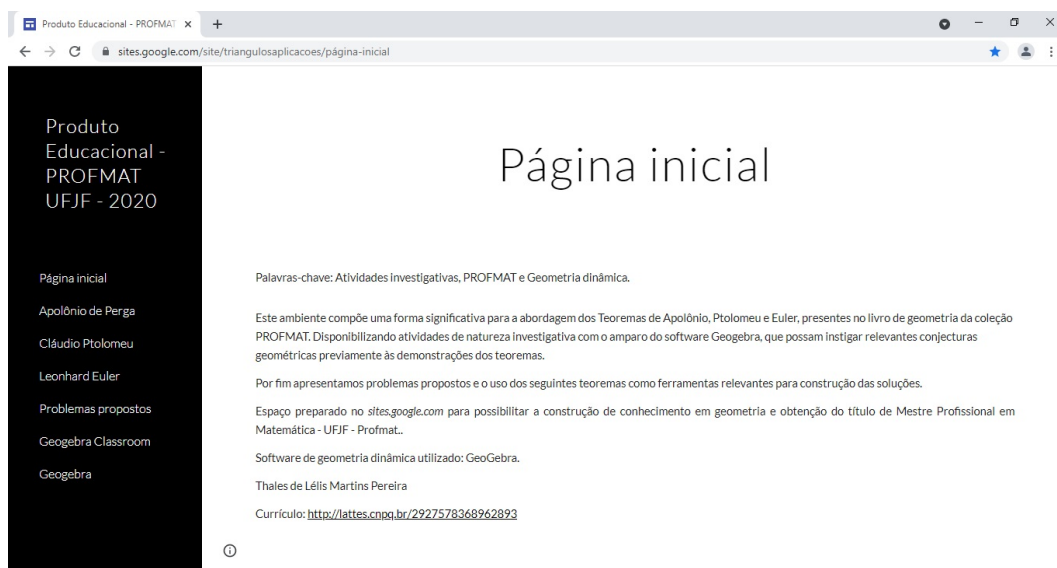 Produto Educacional - PROFMAT
sites.google.com/site/triangulosaplicacoes/página-inicial
Produto
Educacional -
PROFMAT
UFJF - 2020
Página inicial
Apolônio de Perga
Cláudio Ptolomeu
Leonhard Euler
Problemas propostos
Geogebra Classroom
Geogebra
Página inicial
Palavras-chave: Atividades investigativas, PROFMAT e Geometria dinâmica.
Este ambiente compõe uma forma significativa para a abordagem dos Teoremas de Apolônio, Ptolomeu e Euler, presentes no livro de geometria da coleção
PROFMAT. Disponibilizando atividades de natureza investigativa com o amparo do software Geogebra, que possam instigar relevantes conjecturas
geométricas previamente às demonstrações dos teoremas.
Por fim apresentamos problemas propostos e o uso dos seguintes teoremas como ferramentas relevantes para construção das soluções.
Espaço preparado no sites.google.com para possibilitar a construção de conhecimento em geometria e obtenção do título de Mestre Profissional em
Matemática - UFJF - Profmat..
Software de geometria dinâmica utilizado: GeoGebra.
Thales de Lélis Martins Pereira
Currículo: http://lattes.cnpq.br/2927578368962893